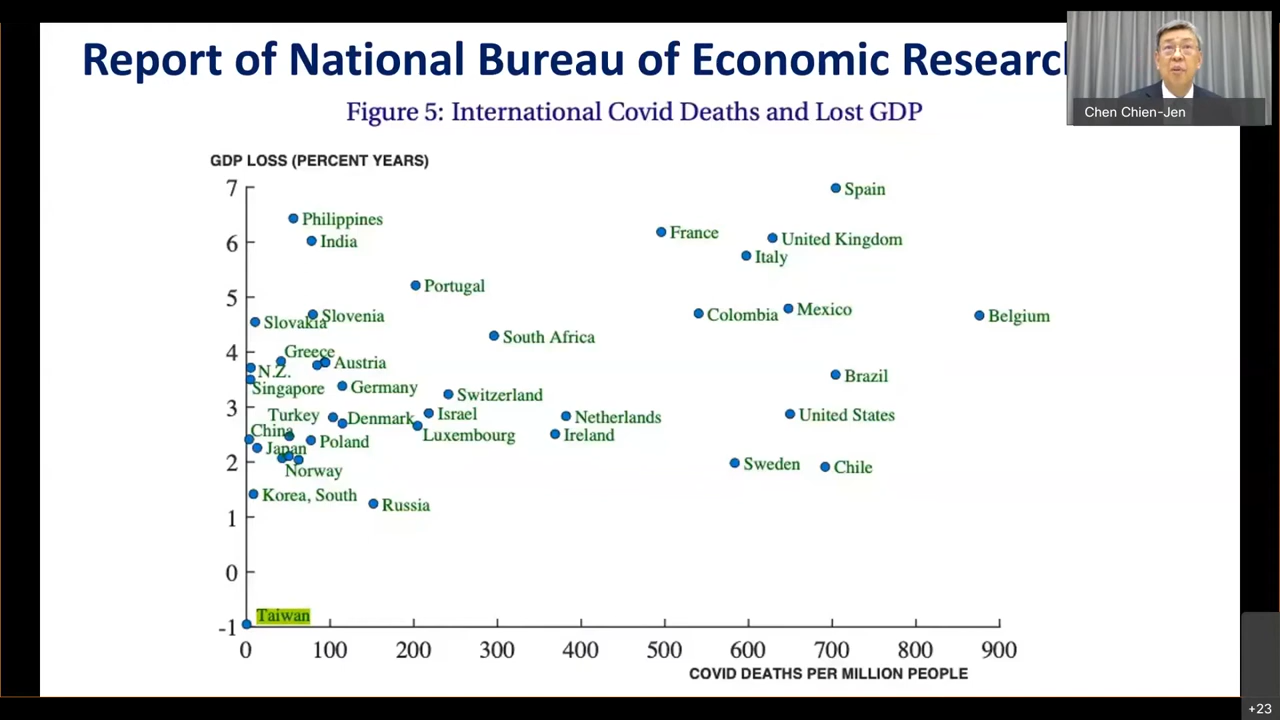 Report of National Bureau of Economic Research
Chen Chien-Jen
Figure 5: International Covid Deaths and Lost GDP
GDP LOSS (PERCENT YEARS)
7
Spain
Philippines
France
6
India
United Kingdom
Italy
Portugal
5
Slovakia
Slovenia
Colombia
Mexico
Belgium
South Africa
4
Greece
Austria
N.Z.
Singapore
Germany
Switzerland
Brazil
3
Turkey
Denmark
Israel
Netherlands
United States
China
Japan
Poland
Luxembourg
Ireland
2
Norway
Sweden
Chile
Korea, South
Russia
1
0
Taiwan
-1
0 100 200 300 400 500 600 700 800 900
COVID DEATHS PER MILLION PEOPLE
+23